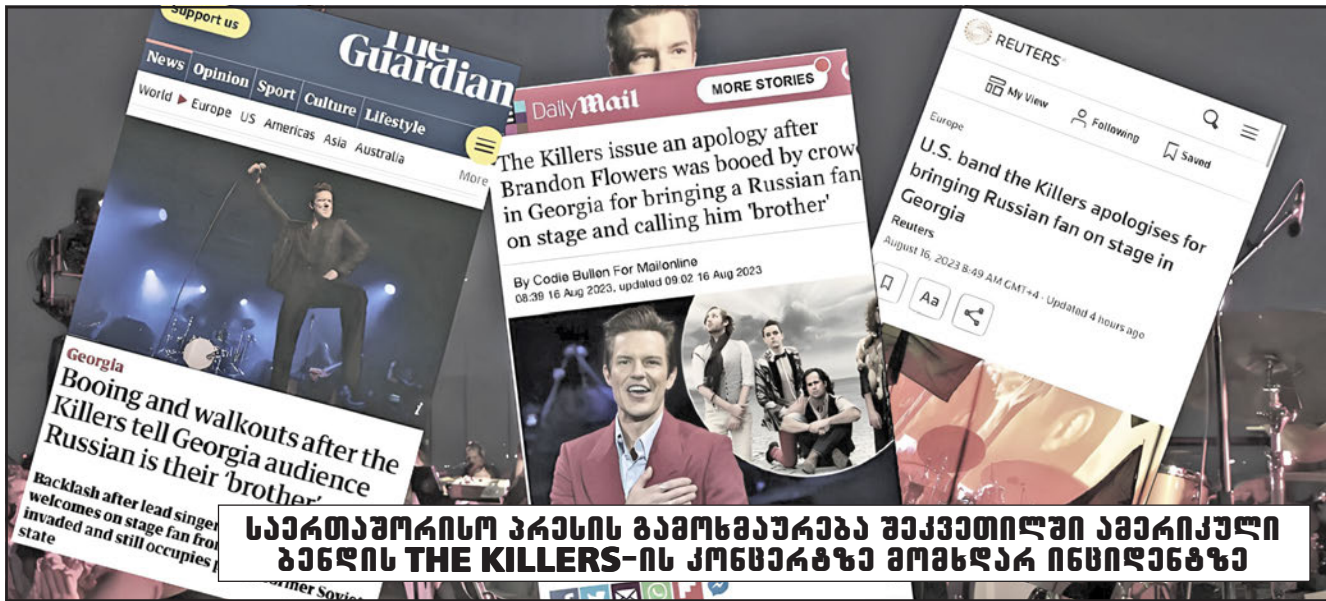 Support us
The
Guardian
News Opinion Sport Culture Lifestyle
World Europe US Americas Asia Australia
More
Georgia
Booing and walkouts after the
Killers tell Georgia audience
Russian is their 'brother'
Backlash after lead singer
welcomes on stage fan from
invaded and still occupies
former Soviet
state
Daily Mail
MORE STORIES
The Killers issue an apology after
Brandon Flowers was booed by crow
in Georgia for bringing a Russian fan
on stage and calling him 'brother'
By Codie Bullen For Mailonline
08:39 16 Aug 2023, updated 09:02 16 Aug 2023
REUTERS
My View Following Saved
Europe
U.S. band the Killers apologises for
bringing Russian fan on stage in
Georgia
Reuters
August 16, 2023 8:49 AM GMT+4 · Updated 4 hours ago
Aa
საერთაშორისო პრესის გამოხმაურება შეკვეთილში ამერიკული
ბენდის THE KILLERS-ის კონცერტზე მომხდარ ინციდენტზე